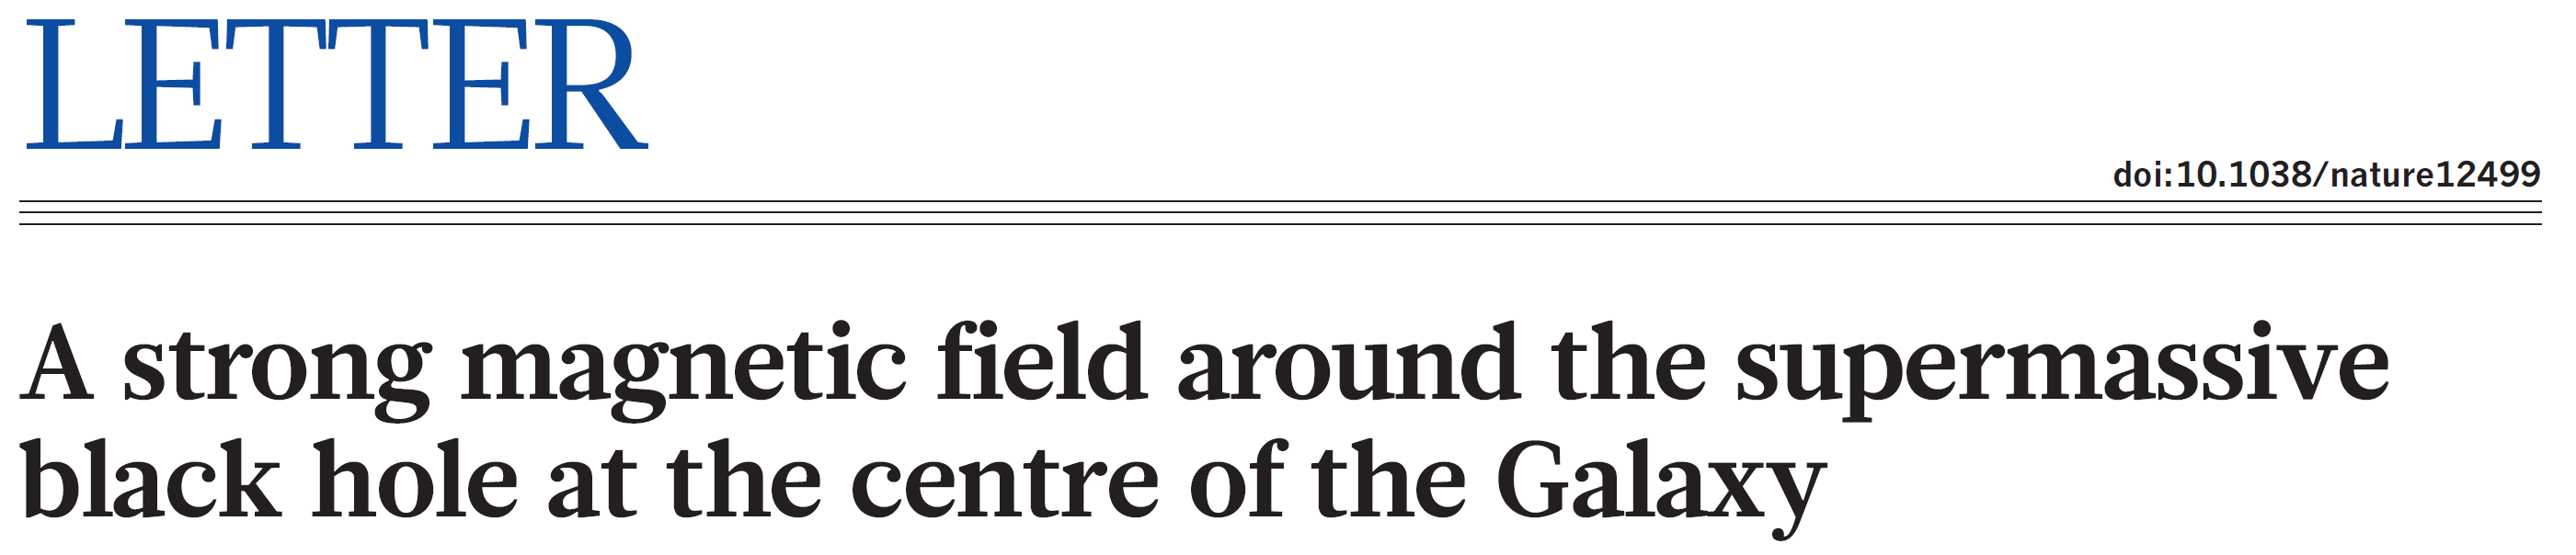 LETTER
doi:10.1038/nature12499
A strong magnetic field around the supermassive
black hole at the centre of the Galaxy